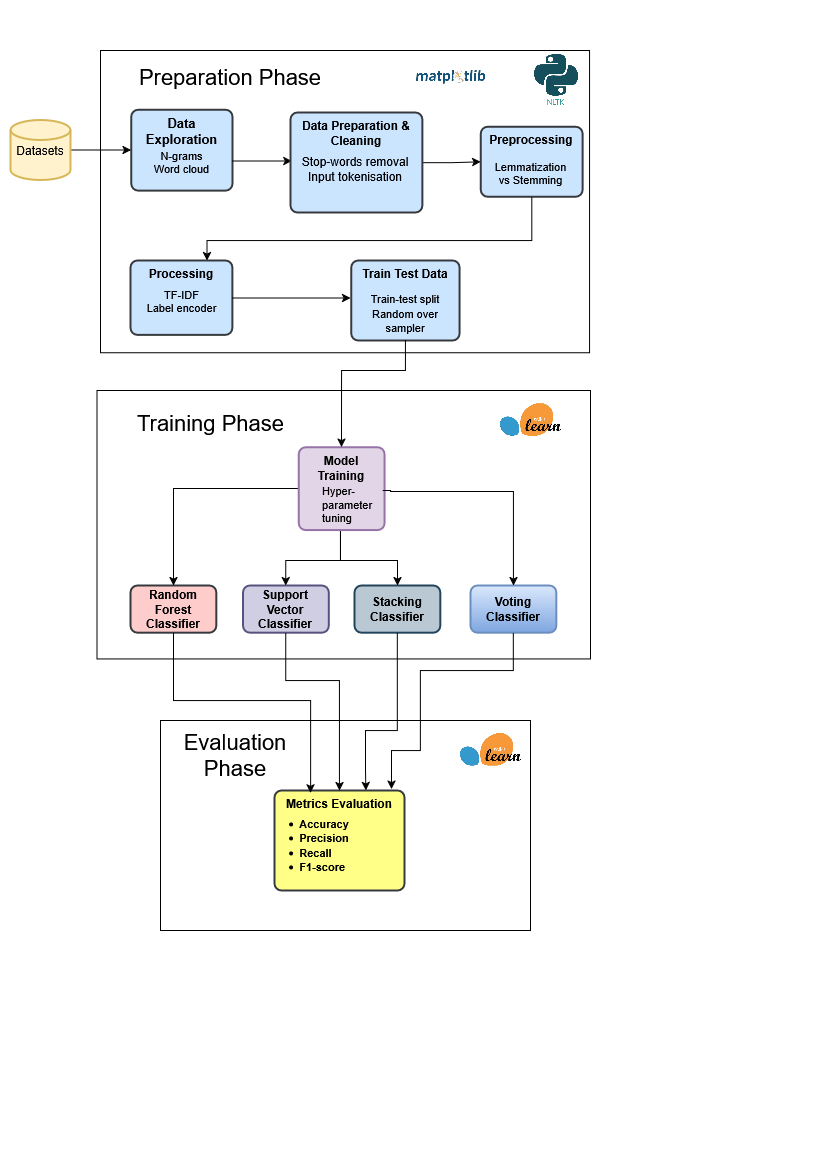 Preparation Phase
matplotlib
NLTK
Datasets
Data
Exploration
N-grams
Word cloud
Data Preparation &
Cleaning
Stop-words removal
Input tokenisation
Preprocessing
Lemmatization
vs Stemming
Processing
TF-IDF
Label encoder
Train Test Data
Train-test split
Random over
sampler
Training Phase
learn
Model
Training
Hyper-
parameter
tuning
Random
Forest
Classifier
Support
Vector
Classifier
Stacking
Classifier
Voting
Classifier
Evaluation
Phase
learn
Metrics Evaluation
Accuracy
Precision
Recall
F1-score